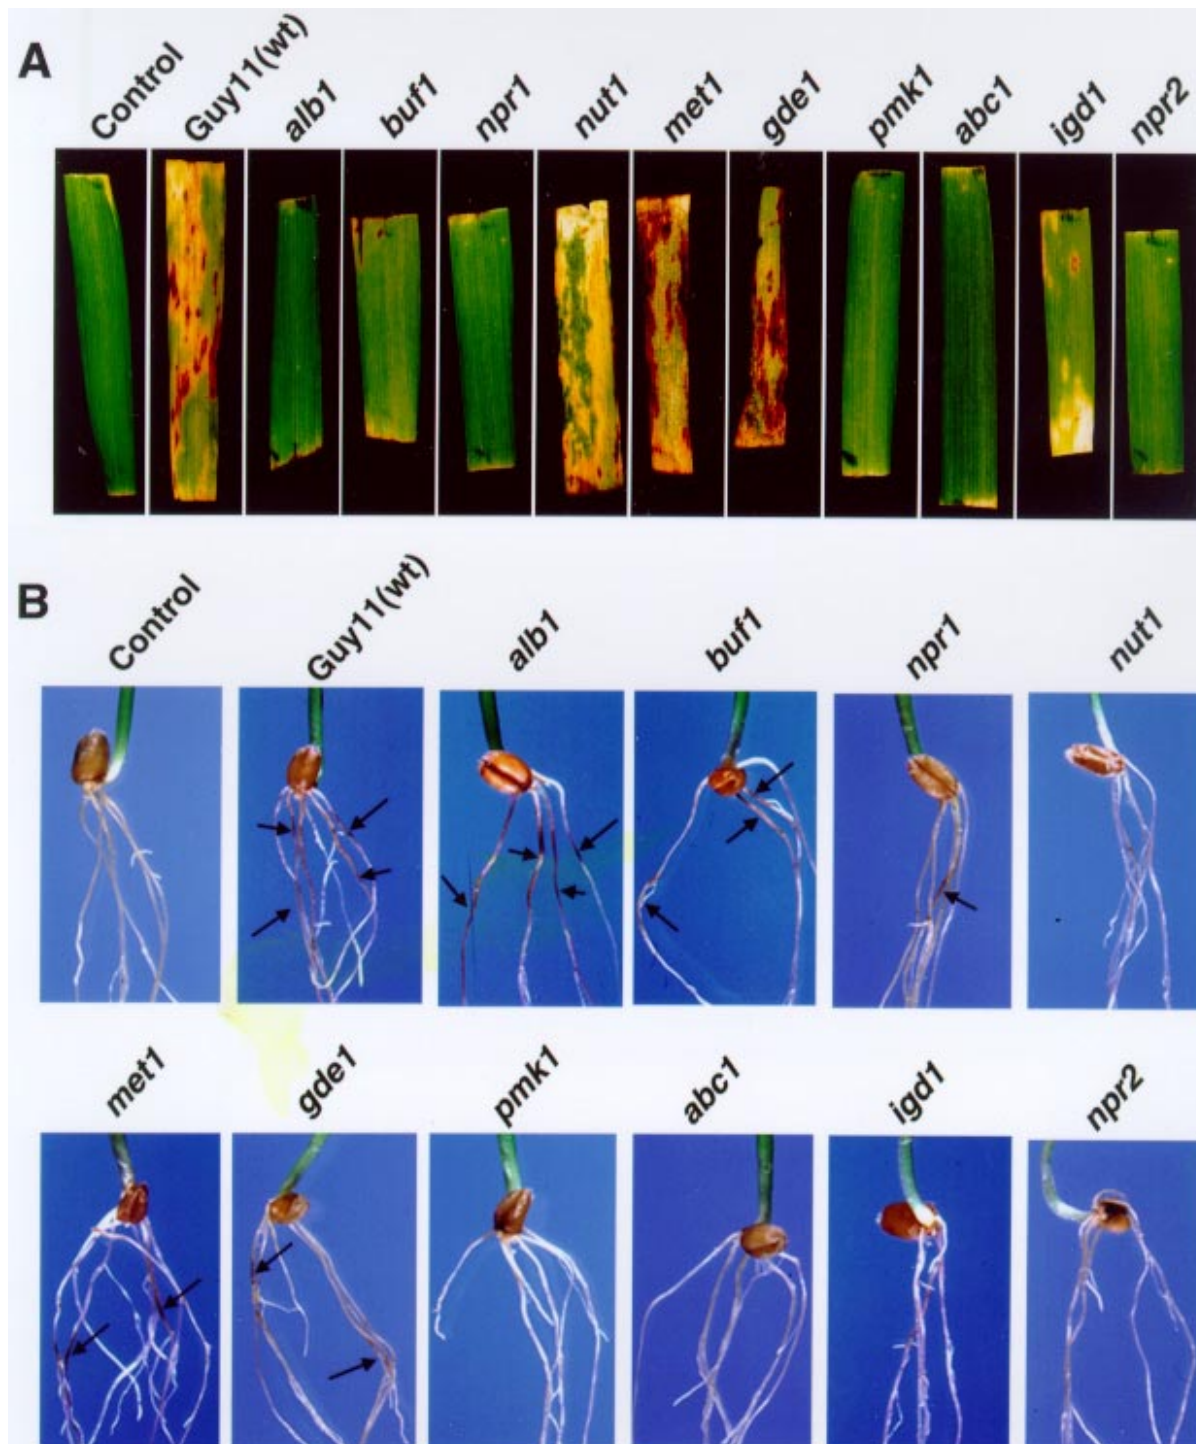 A
Control Guy11(wt) alb1 buf1 npr1 nut1 met1 gde1 pmk1 abc1 igd1 npr2
B
Control Guy11(wt) alb1 buf1 npr1 nut1
met1 gde1 pmk1 abc1 igd1 npr2